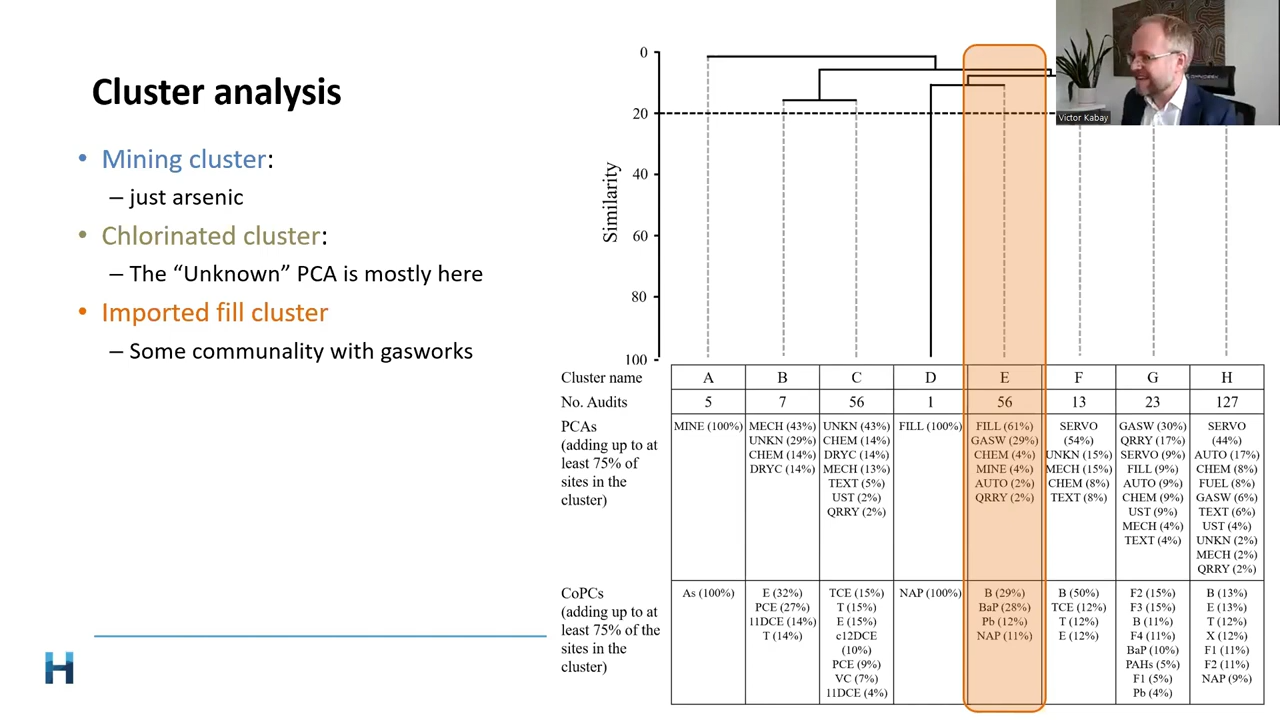 Cluster analysis
• Mining cluster:
– just arsenic
• Chlorinated cluster:
– The “Unknown” PCA is mostly here
• Imported fill cluster
– Some communality with gasworks
H
Victor Kabay
Similarity
0
20
40
60
80
100
Cluster name A B C D E F G H
No. Audits 5 7 56 1 56 13 23 127
PCAs
(adding up to at
least 75% of
sites in the
cluster)
MINE (100%)
MECH (43%)
UNKN (29%)
CHEM (14%)
DRYC (14%)
UNKN (43%)
CHEM (14%)
DRYC (14%)
MECH (13%)
TEXT (5%)
UST (2%)
QRRY (2%)
FILL (100%)
FILL (61%)
GASW (29%)
CHEM (4%)
MINE (4%)
AUTO (2%)
QRRY (2%)
SERVO
(54%)
UNKN (15%)
MECH (15%)
CHEM (8%)
TEXT (8%)
GASW (30%)
QRRY (17%)
SERVO (9%)
FILL (9%)
AUTO (9%)
CHEM (9%)
UST (9%)
MECH (4%)
TEXT (4%)
SERVO
(44%)
AUTO (17%)
CHEM (8%)
FUEL (8%)
GASW (6%)
TEXT (6%)
UST (4%)
UNKN (2%)
MECH (2%)
QRRY (2%)
CoPCs
(adding up to at
least 75% of the
sites in the
cluster)
As (100%)
E (32%)
PCE (27%)
11DCE (14%)
T (14%)
TCE (15%)
T (15%)
E (15%)
c12DCE
(10%)
PCE (9%)
VC (7%)
11DCE (4%)
NAP (100%)
B (29%)
BaP (28%)
Pb (12%)
NAP (11%)
B (50%)
TCE (12%)
T (12%)
E (12%)
F2 (15%)
F3 (15%)
B (11%)
F4 (11%)
BaP (10%)
PAHs (5%)
F1 (5%)
Pb (4%)
B (13%)
E (13%)
T (12%)
X (12%)
F1 (11%)
F2 (11%)
NAP (9%)